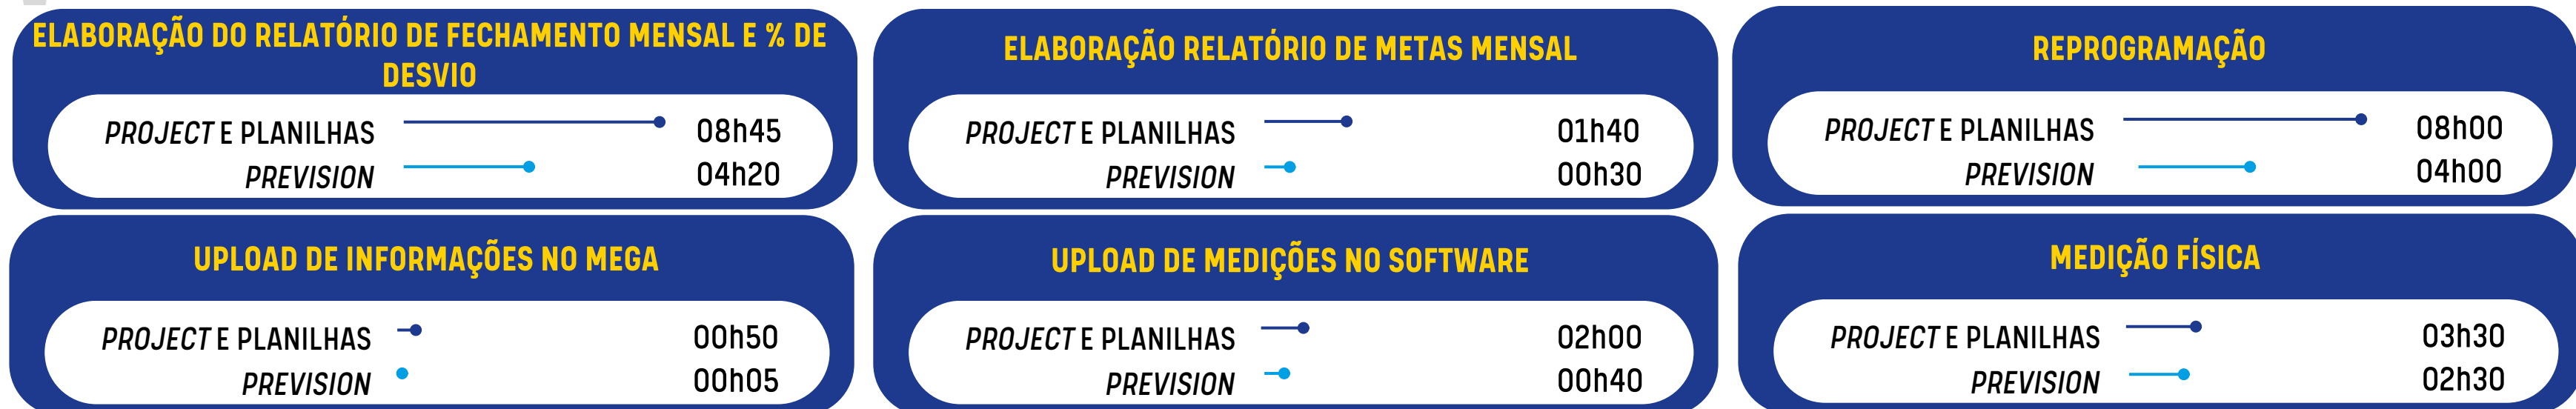 ELABORAÇÃO DO RELATÓRIO DE FECHAMENTO MENSAL E % DE
DESVIO
PROJECT E PLANILHAS 08h45
PREVISION 04h20
ELABORAÇÃO RELATÓRIO DE METAS MENSAL
PROJECT E PLANILHAS 01h40
PREVISION 00h30
REPROGRAMAÇÃO
PROJECT E PLANILHAS 08h00
PREVISION 04h00
UPLOAD DE INFORMAÇÕES NO MEGA
PROJECT E PLANILHAS 00h50
PREVISION 00h05
UPLOAD DE MEDIÇÕES NO SOFTWARE
PROJECT E PLANILHAS 02h00
PREVISION 00h40
MEDIÇÃO FÍSICA
PROJECT E PLANILHAS 03h30
PREVISION 02h30